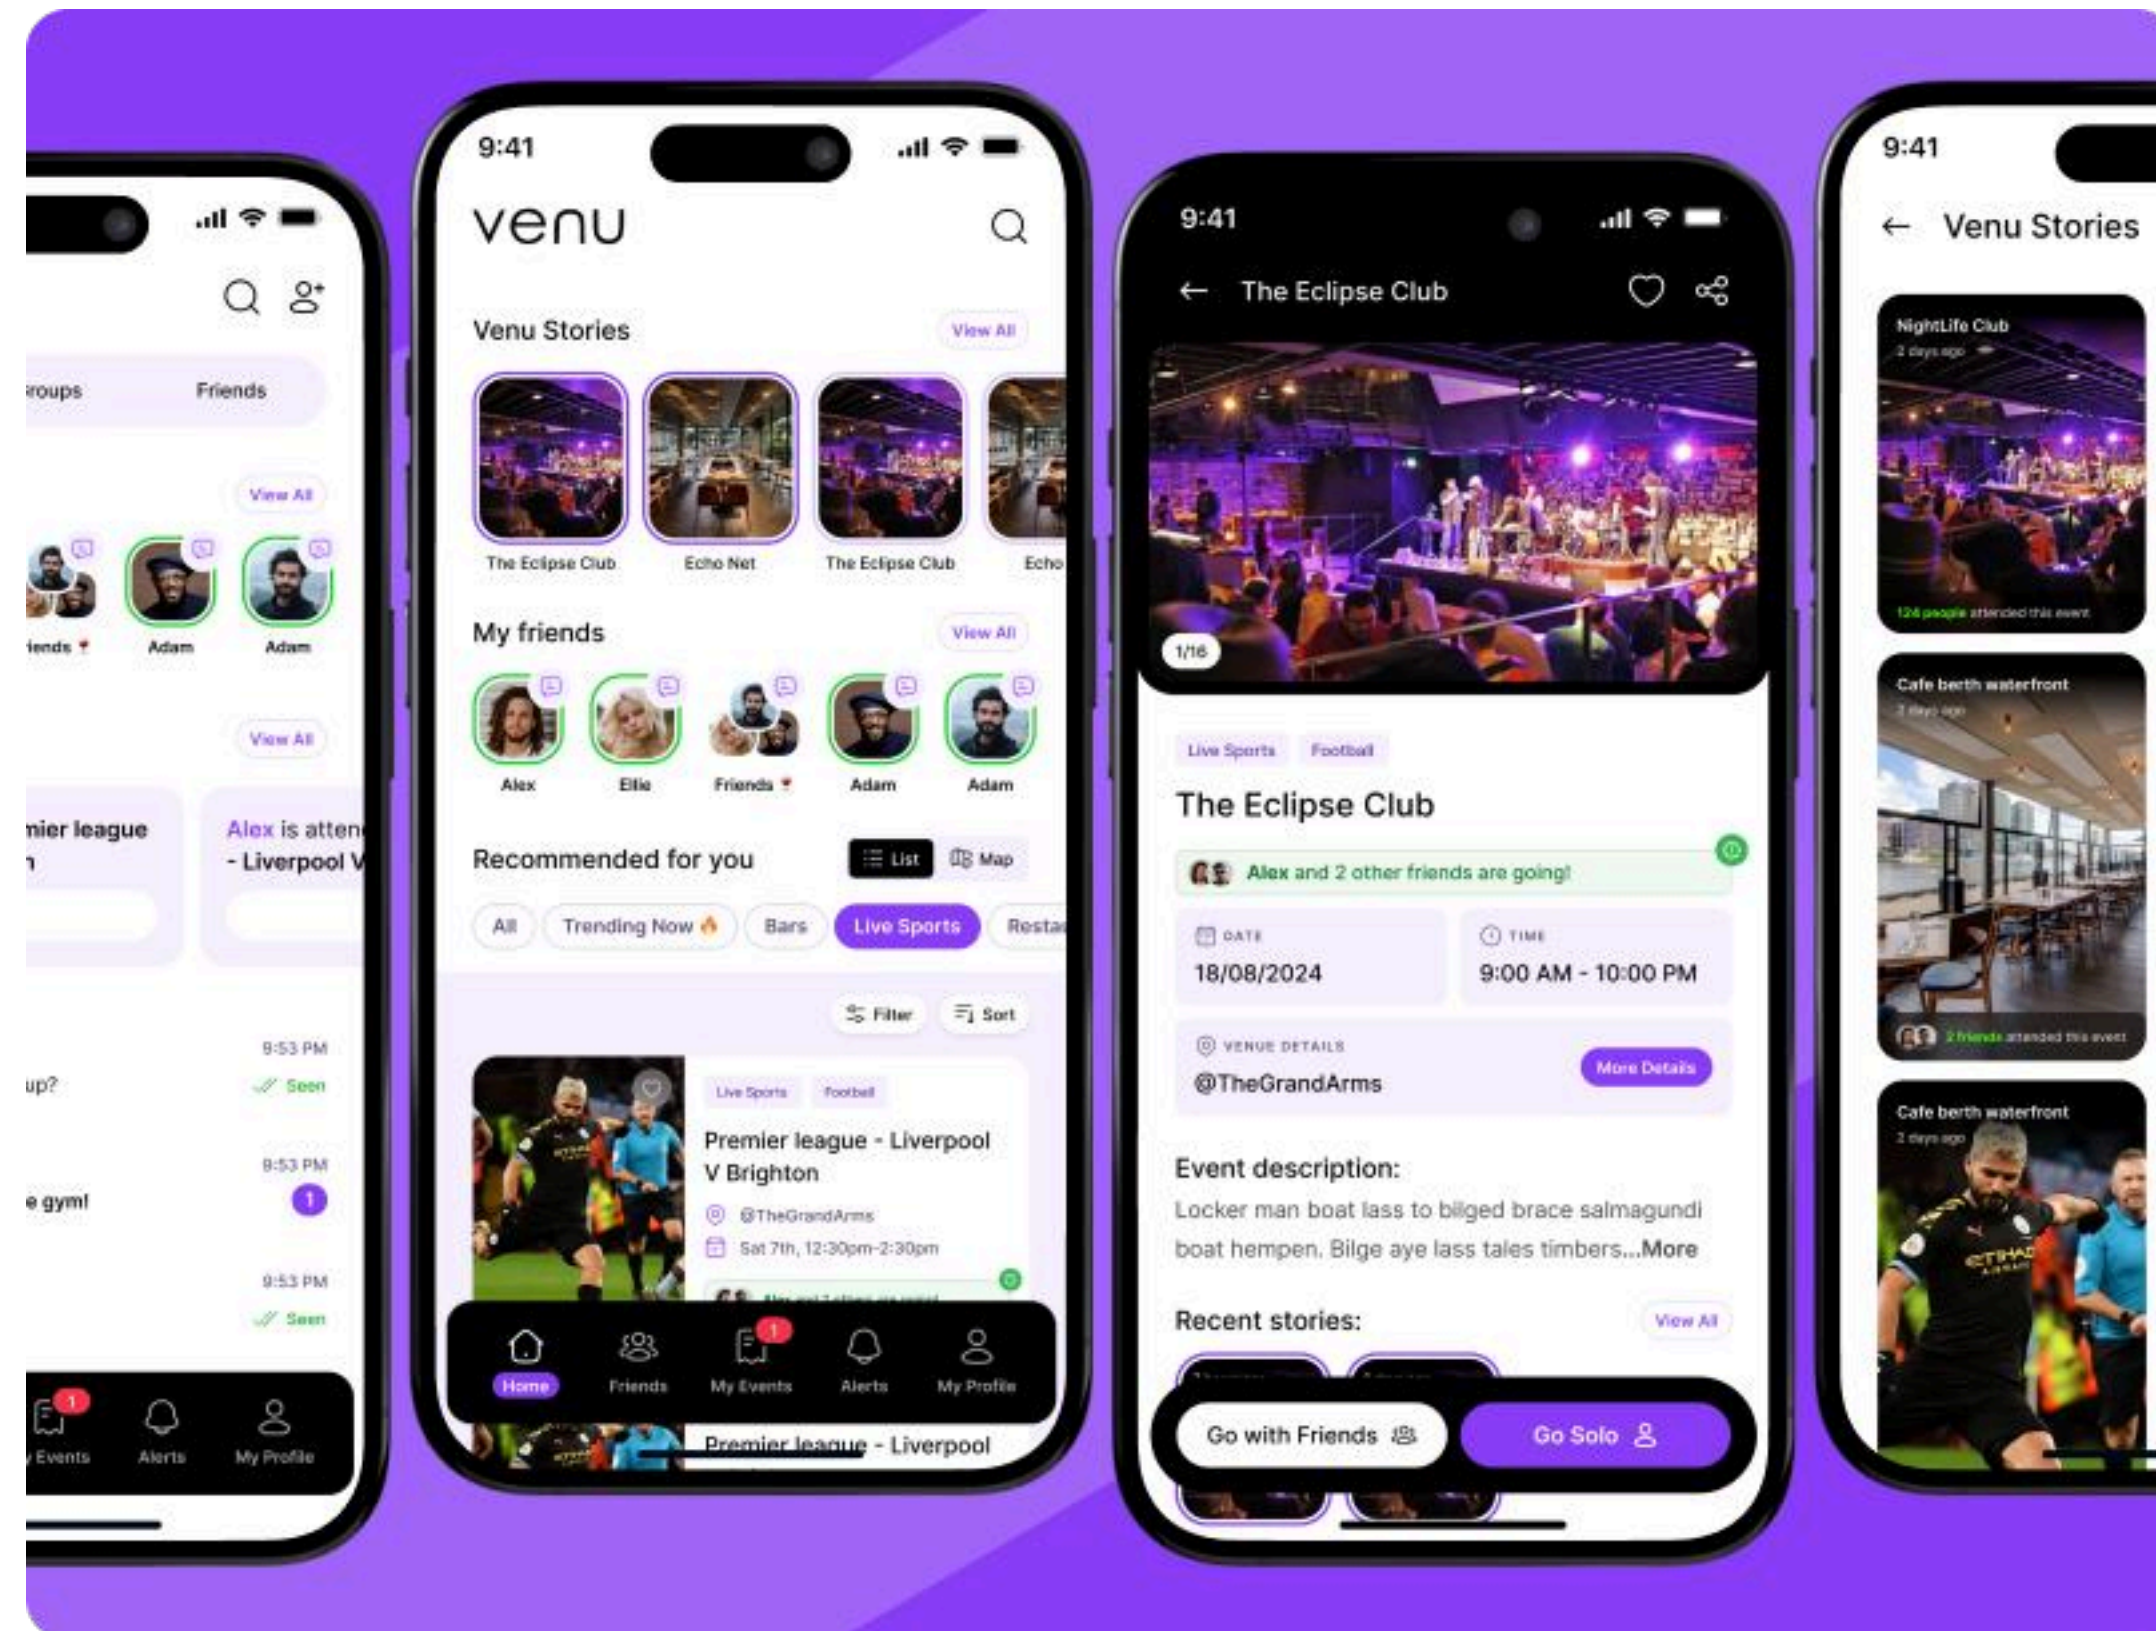 roups
Friends
View All
iends
Adam
Adam
View All
mier league
Alex is atten
- Liverpool V
9:53 PM
up?
Seen
9:53 PM
e gym!
1
9:53 PM
Seen
1
Events
Alerts
My Profile
9:41
venu
Venu Stories
View All
The Eclipse Club
Echo Net
The Eclipse Club
Echo
My friends
View All
Alex
Ellie
Friends
Adam
Adam
Recommended for you
List
Map
All
Trending Now 🔥
Bars
Live Sports
Restau
Filter
Sort
Live Sports
Football
Premier league - Liverpool
V Brighton
@TheGrandArms
Sat 7th, 12:30pm-2:30pm
1
Home
Friends
My Events
Alerts
My Profile
Premier league - Liverpool
9:41
The Eclipse Club
1/16
Live Sports
Football
The Eclipse Club
Alex and 2 other friends are going!
DATE
18/08/2024
TIME
9:00 AM - 10:00 PM
VENUE DETAILS
@TheGrandArms
More Details
Event description:
Locker man boat lass to bilged brace salmagundi
boat hempen. Bilge aye lass tales timbers...More
Recent stories:
View All
Go with Friends
Go Solo
9:41
Venu Stories
NightLife Club
2 days ago
124 people attended this event
Cafe berth waterfront
2 days ago
2 friends attended this event
Cafe berth waterfront
2 days ago
ETIHAD